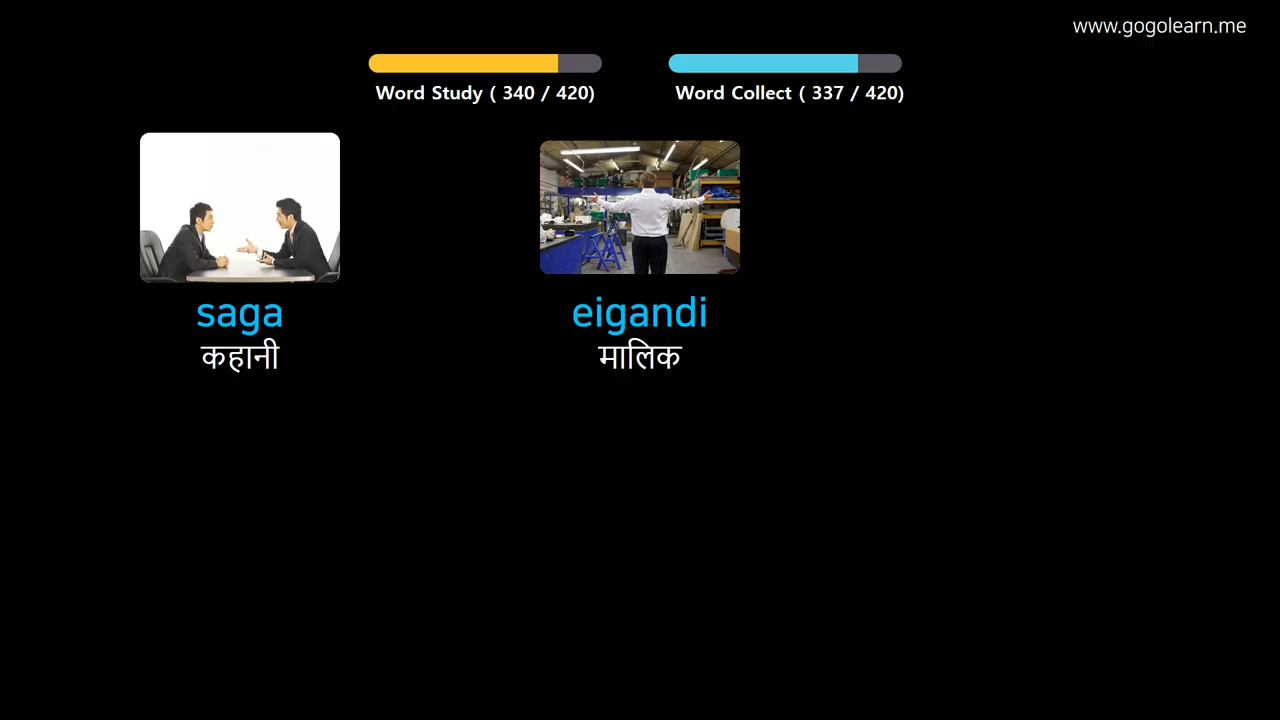 www.gogolearn.me
Word Study ( 340 / 420)
Word Collect ( 337 / 420)
saga
कहानी
eigandi
मालिक